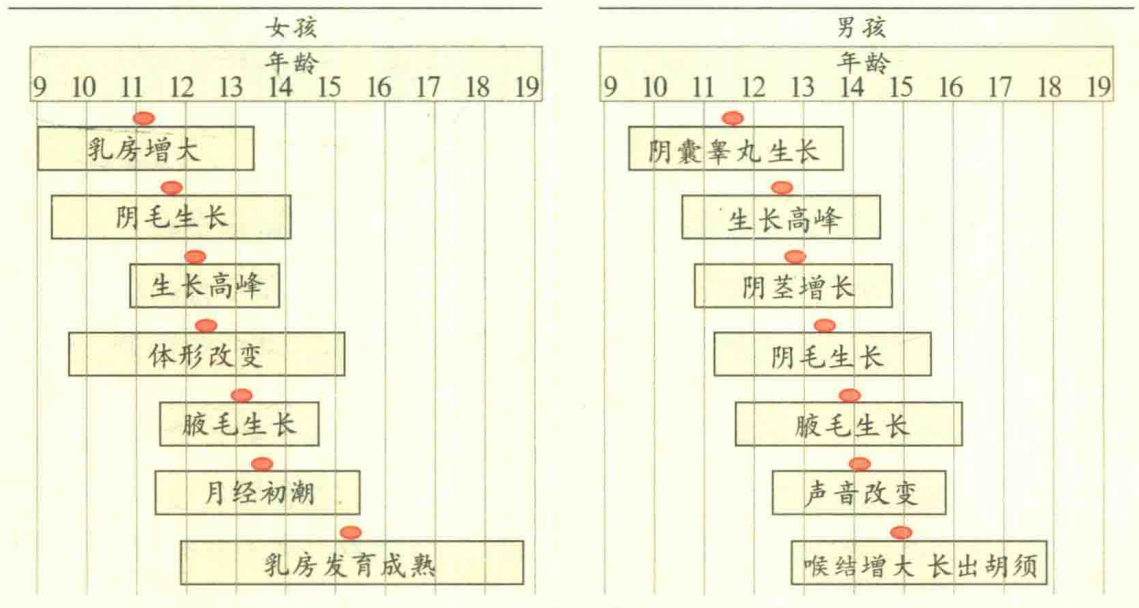 女孩
年龄
9 10 11 12 13 14 15 16 17 18 19
乳房增大
阴毛生长
生长高峰
体形改变
腋毛生长
月经初潮
乳房发育成熟
男孩
年龄
9 10 11 12 13 14 15 16 17 18 19
阴囊睾丸生长
生长高峰
阴茎增长
阴毛生长
腋毛生长
声音改变
喉结增大 长出胡须